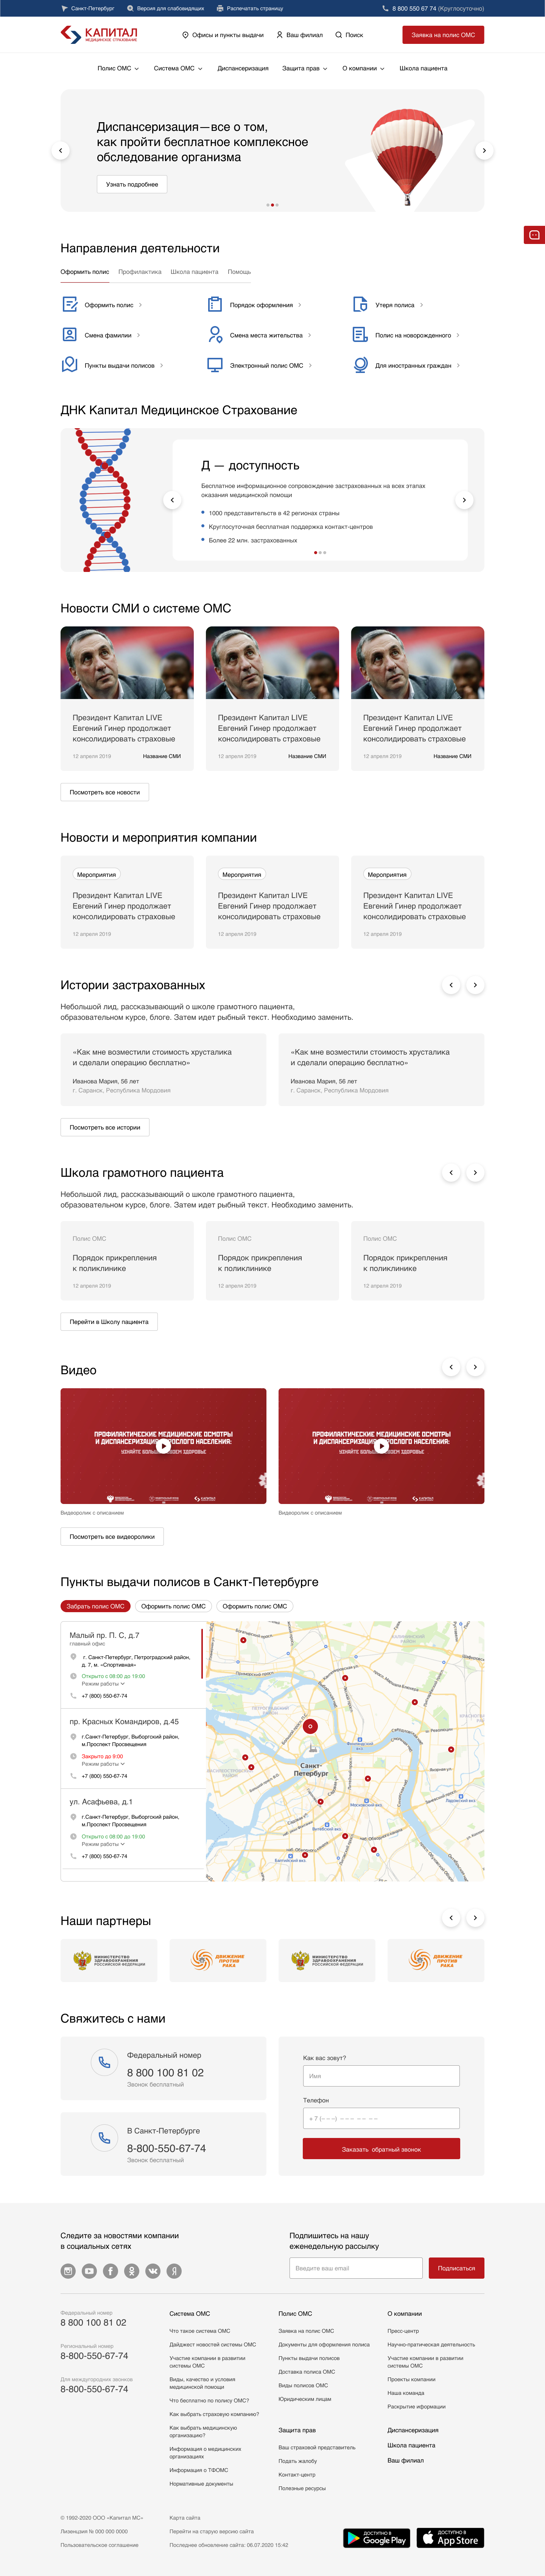 Санкт-Петербург
Версия для слабовидящих
Распечатать страницу
8 800 550 67 74 (Круглосуточно)
КАПИТАЛ
МЕДИЦИНСКОЕ СТРАХОВАНИЕ
Офисы и пункты выдачи
Ваш филиал
Поиск
Заявка на полис ОМС
Полис ОМС
Система ОМС
Диспансеризация
Защита прав
О компании
Школа пациента
Диспансеризация—все о том,
как пройти бесплатное комплексное
обследование организма
Узнать подробнее
Направления деятельности
Оформить полис
Профилактика
Школа пациента
Помощь
Оформить полис
Порядок оформления
Утеря полиса
Смена фамилии
Смена места жительства
Полис на новорожденного
Пункты выдачи полисов
Электронный полис ОМС
Для иностранных граждан
ДНК Капитал Медицинское Страхование
Д — доступность
Бесплатное информационное сопровождение застрахованных на всех этапах
оказания медицинской помощи
1000 представительств в 42 регионах страны
Круглосуточная бесплатная поддержка контакт-центров
Более 22 млн. застрахованных
Новости СМИ о системе ОМС
Президент Капитал LIVE
Евгений Гинер продолжает
консолидировать страховые
12 апреля 2019
Название СМИ
Президент Капитал LIVE
Евгений Гинер продолжает
консолидировать страховые
12 апреля 2019
Название СМИ
Президент Капитал LIVE
Евгений Гинер продолжает
консолидировать страховые
12 апреля 2019
Название СМИ
Посмотреть все новости
Новости и мероприятия компании
Мероприятия
Президент Капитал LIVE
Евгений Гинер продолжает
консолидировать страховые
12 апреля 2019
Мероприятия
Президент Капитал LIVE
Евгений Гинер продолжает
консолидировать страховые
12 апреля 2019
Мероприятия
Президент Капитал LIVE
Евгений Гинер продолжает
консолидировать страховые
12 апреля 2019
Истории застрахованных
Небольшой лид, рассказывающий о школе грамотного пациента,
образовательном курсе, блоге. Затем идет рыбный текст. Необходимо заменить.
«Как мне возместили стоимость хрусталика
и сделали операцию бесплатно»
Иванова Мария, 56 лет
г. Саранск, Республика Мордовия
«Как мне возместили стоимость хрусталика
и сделали операцию бесплатно»
Иванова Мария, 56 лет
г. Саранск, Республика Мордовия
Посмотреть все истории
Школа грамотного пациента
Небольшой лид, рассказывающий о школе грамотного пациента,
образовательном курсе, блоге. Затем идет рыбный текст. Необходимо заменить.
Полис ОМС
Порядок прикрепления
к поликлинике
12 апреля 2019
Полис ОМС
Порядок прикрепления
к поликлинике
12 апреля 2019
Полис ОМС
Порядок прикрепления
к поликлинике
12 апреля 2019
Перейти в Школу пациента
Видео
ПРОФИЛАКТИЧЕСКИЕ МЕДИЦИНСКИЕ ОСМОТРЫ
И ДИСПАНСЕРИЗАЦИЯ ВЗРОСЛОГО НАСЕЛЕНИЯ:
УЗНАЙТЕ БОЛЬШЕ О СВОЕМ ЗДОРОВЬЕ
КАПИТАЛ
Видеоролик с описанием
ПРОФИЛАКТИЧЕСКИЕ МЕДИЦИНСКИЕ ОСМОТРЫ
И ДИСПАНСЕРИЗАЦИЯ ВЗРОСЛОГО НАСЕЛЕНИЯ:
УЗНАЙТЕ БОЛЬШЕ О СВОЕМ ЗДОРОВЬЕ
КАПИТАЛ
Видеоролик с описанием
Посмотреть все видеоролики
Пункты выдачи полисов в Санкт-Петербурге
Забрать полис ОМС
Оформить полис ОМС
Оформить полис ОМС
Малый пр. П. С, д.7
главный офис
г. Санкт-Петербург, Петроградский район,
д. 7, м. «Спортивная»
Открыто с 08:00 до 19:00
Режим работы
+7 (800) 550-67-74
пр. Красных Командиров, д.45
г.Санкт-Петербург, Выборгский район,
м.Проспект Просвещения
Закрыто до 9:00
Режим работы
+7 (800) 550-67-74
ул. Асафьева, д.1
г.Санкт-Петербург, Выборгский район,
м.Проспект Просвещения
Открыто с 08:00 до 19:00
Режим работы
+7 (800) 550-67-74
Санкт-
Петербург
Финляндский
вокзал
Московский
вокзал
Витебский
вокзал
Балтийский вкз.
Ладожский вкз.
Наши партнеры
МИНИСТЕРСТВО
ЗДРАВООХРАНЕНИЯ
РОССИЙСКОЙ ФЕДЕРАЦИИ
ДВИЖЕНИЕ
ПРОТИВ
РАКА
МИНИСТЕРСТВО
ЗДРАВООХРАНЕНИЯ
РОССИЙСКОЙ ФЕДЕРАЦИИ
ДВИЖЕНИЕ
ПРОТИВ
РАКА
Свяжитесь с нами
Федеральный номер
8 800 100 81 02
Звонок бесплатный
В Санкт-Петербурге
8-800-550-67-74
Звонок бесплатный
Как вас зовут?
Имя
Телефон
+ 7 (– – –) – – – – – – –
Заказать обратный звонок
Следите за новостями компании
в социальных сетях
Подпишитесь на нашу
еженедельную рассылку
Введите ваш email
Подписаться
Федеральный номер
8 800 100 81 02
Региональный номер
8-800-550-67-74
Для междугородних звонков
8-800-550-67-74
Система ОМС
Что такое система ОМС
Дайджест новостей системы ОМС
Участие компании в развитии
системы ОМС
Виды, качество и условия
медицинской помощи
Что бесплатно по полису ОМС?
Как выбрать страховую компанию?
Как выбрать медицинскую
организацию?
Информация о медицинских
организациях
Информация о ТФОМС
Нормативные документы
Полис ОМС
Заявка на полис ОМС
Документы для оформления полиса
Пункты выдачи полисов
Доставка полиса ОМС
Виды полисов ОМС
Юридическим лицам
Защита прав
Ваш страховой представитель
Подать жалобу
Контакт-центр
Полезные ресурсы
О компании
Пресс-центр
Научно-пратическая деятельность
Участие компании в развитии
системы ОМС
Проекты компании
Наша команда
Раскрытие иформации
Диспансеризация
Школа пациента
Ваш филиал
© 1992-2020 ООО «Капитал МС»
Лизенцзия № 000 000 0000
Пользовательское соглашение
Карта сайта
Перейти на старую версию сайта
Последнее обновление сайта: 06.07.2020 15:42
ДОСТУПНО В
Google Play
ДОСТУПНО В
App Store